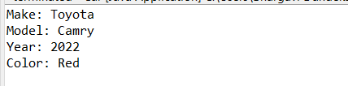 Make: Toyota
Model: Camry
Year: 2022
Color: Red